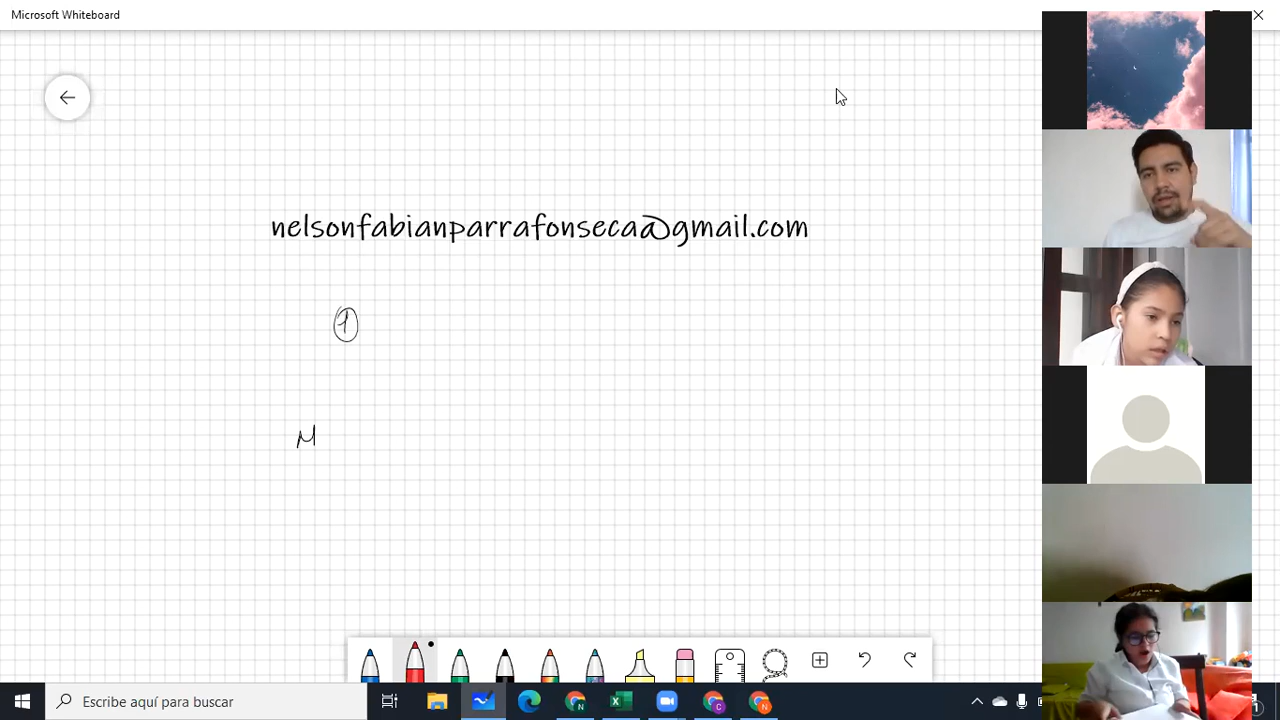 Microsoft Whiteboard
nelsonfabianparrafonseca@gmail.com
1
M
Escribe aquí para buscar